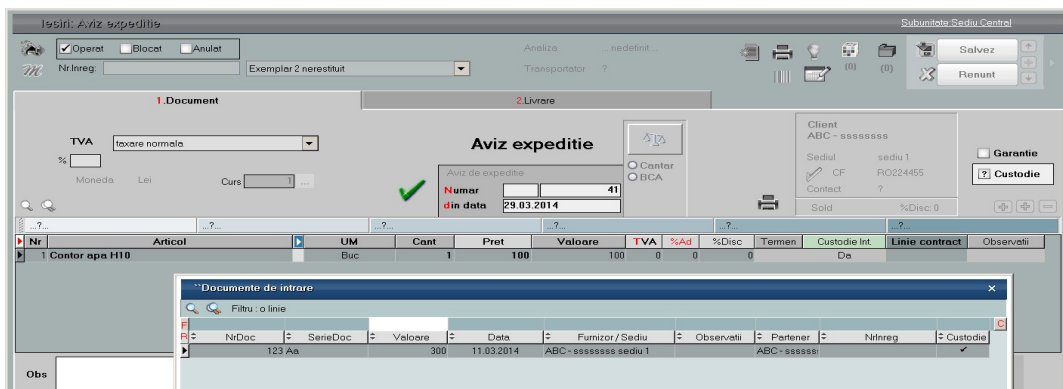 Iesiri: Aviz expeditie
Subunitate Sediu Central
Operat Blocat Anulat
Analiza ... nedefinit ...
Salvez
Nr.Inreg: Exemplar 2 nerestituit
Transportator ?
(0) (0)
Renunt
1.Document 2.Livrare
TVA taxare normala
%
Moneda Lei Curs 1 ...
Aviz expeditie
Aviz de expeditie
Numar 41
din data 29.03.2014
Cantar
BCA
Client
ABC - ssssssss
Sediul sediu 1
CF RO224455
Contact ?
Sold %Disc: 0
Garantie
? Custodie
...?... ...?... ...?... ...?... ...?...
Nr Articol UM Cant Pret Valoare TVA %Ad %Disc Termen Custodie Int. Linie contract Observatii
1 Contor apa H10 Buc 1 100 100 0 0 0 Da
``Documente de intrare
Filtru : o linie
F C
R NrDoc SerieDoc Valoare Data Furnizor / Sediu Observatii Partener NrInreg Custodie
123 Aa 300 11.03.2014 ABC - ssssssss sediu 1 ABC - ssssss
Obs